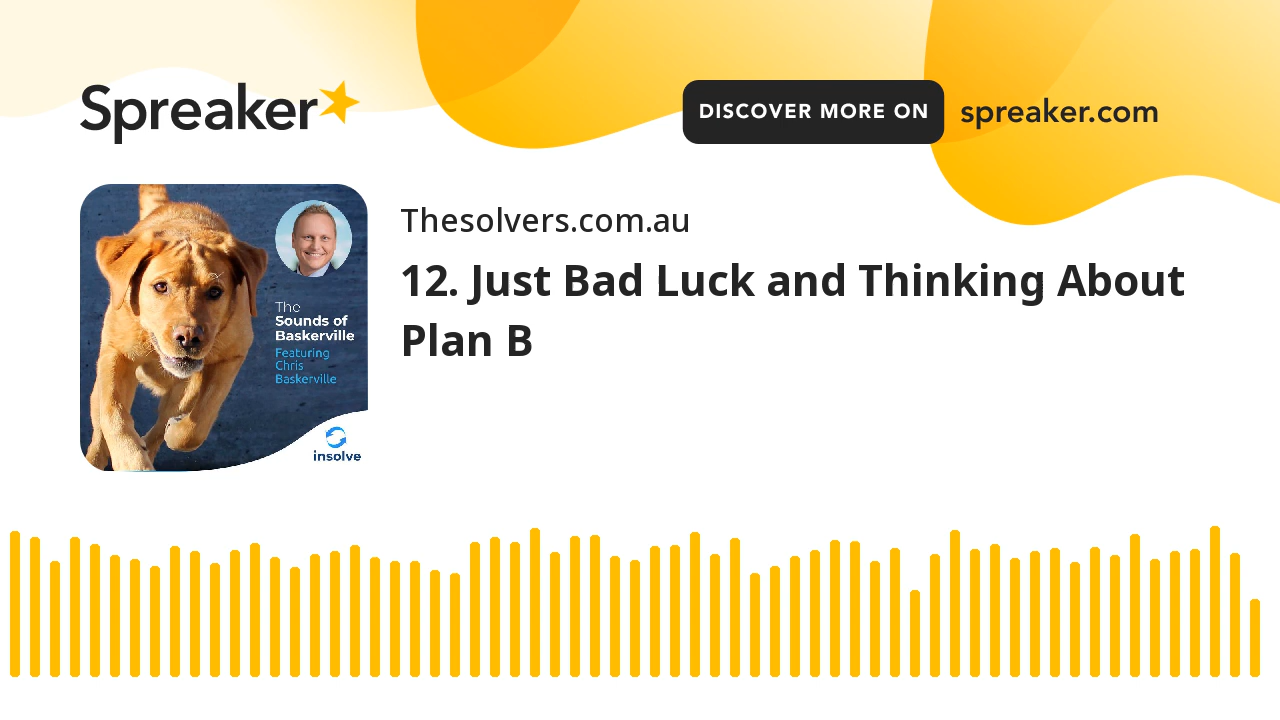 Spreaker
DISCOVER MORE ON
spreaker.com
Thesolvers.com.au
12. Just Bad Luck and Thinking About
Plan B
The
Sounds of
Baskerville
Featuring
Chris
Baskerville
insolve